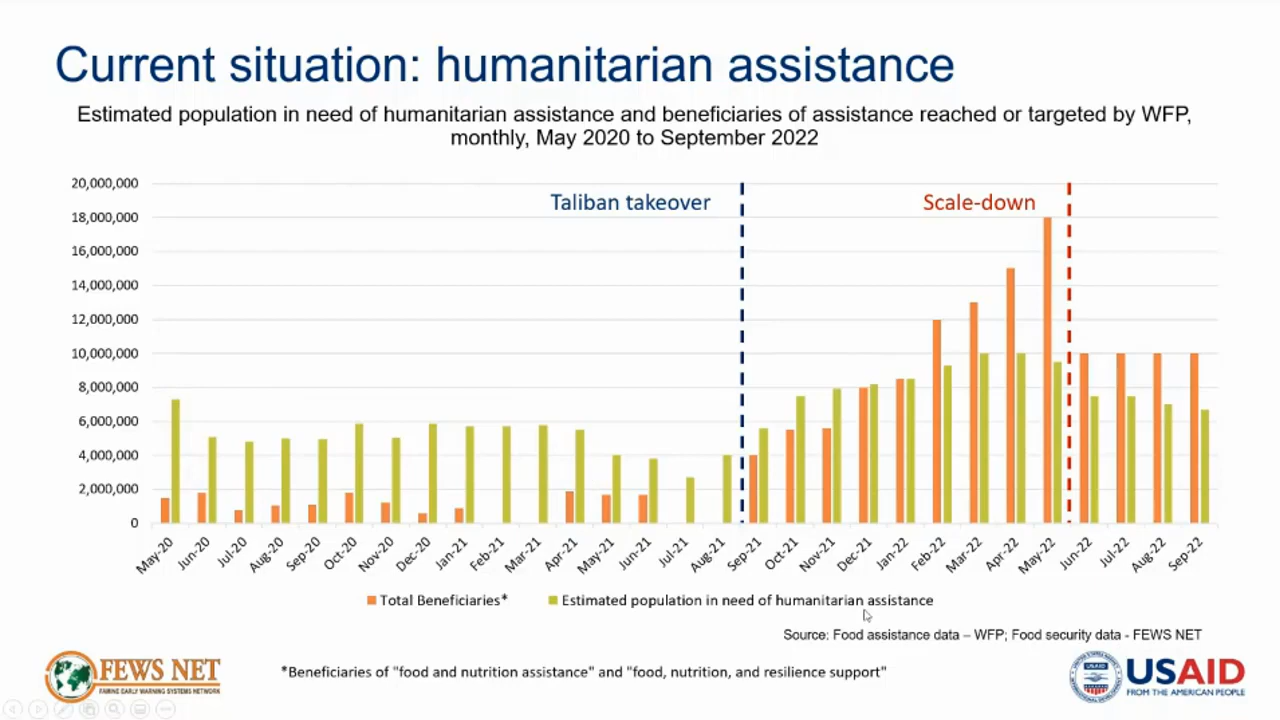 Current situation: humanitarian assistance
Estimated population in need of humanitarian assistance and beneficiaries of assistance reached or targeted by WFP,
monthly, May 2020 to September 2022
20,000,000
18,000,000
16,000,000
14,000,000
12,000,000
10,000,000
8,000,000
6,000,000
4,000,000
2,000,000
0
Taliban takeover
Scale-down
May-20
Jun-20
Jul-20
Aug-20
Sep-20
Oct-20
Nov-20
Dec-20
Jan-21
Feb-21
Mar-21
Apr-21
May-21
Jun-21
Jul-21
Aug-21
Sep-21
Oct-21
Nov-21
Dec-21
Jan-22
Feb-22
Mar-22
Apr-22
May-22
Jun-22
Jul-22
Aug-22
Sep-22
Total Beneficiaries*
Estimated population in need of humanitarian assistance
Source: Food assistance data – WFP; Food security data - FEWS NET
*Beneficiaries of "food and nutrition assistance" and "food, nutrition, and resilience support"
FEWS NET
FAMINE EARLY WARNING SYSTEMS NETWORK
USAID
FROM THE AMERICAN PEOPLE